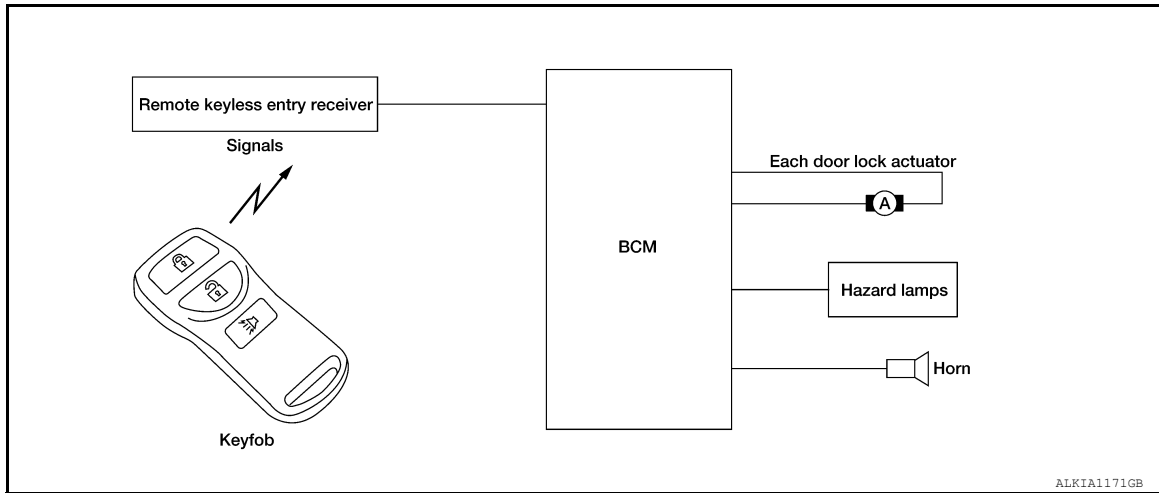 Remote keyless entry receiver
Signals
Keyfob
BCM
Each door lock actuator
A
Hazard lamps
Horn
ALKIA1171GB